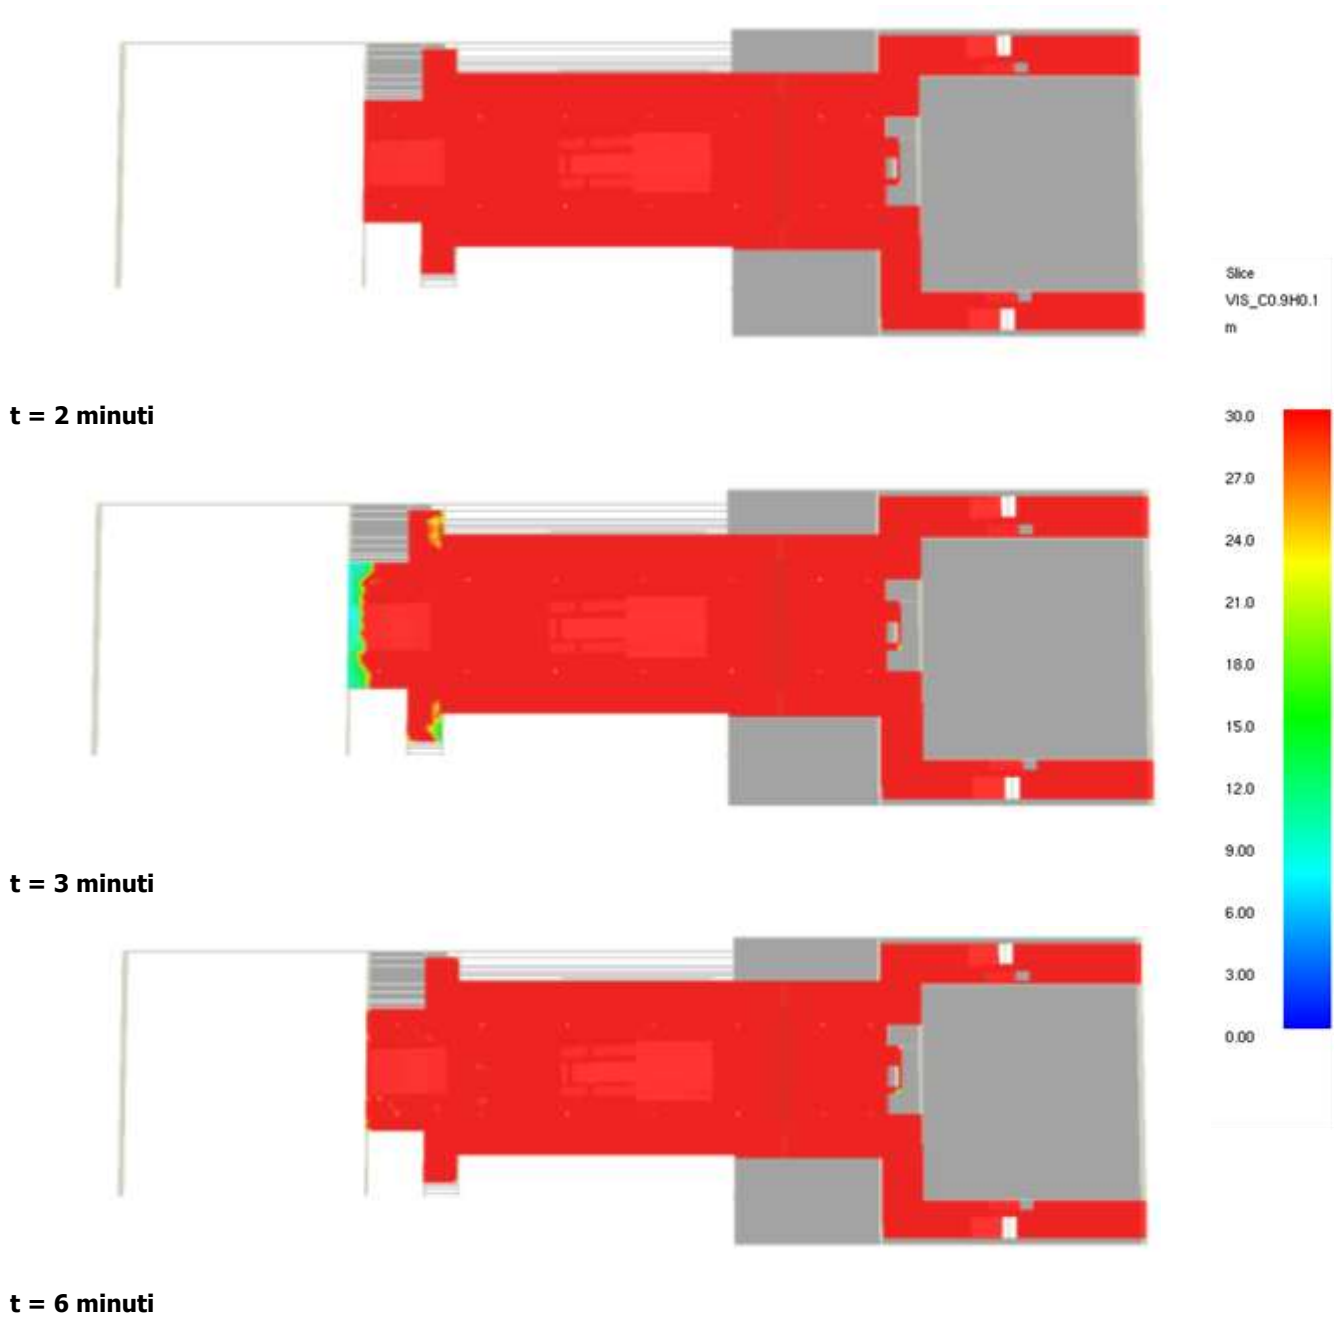 t = 2 minuti
t = 3 minuti
t = 6 minuti
Slice
VIS_C0.9H0.1
m
30.0
27.0
24.0
21.0
18.0
15.0
12.0
9.00
6.00
3.00
0.00